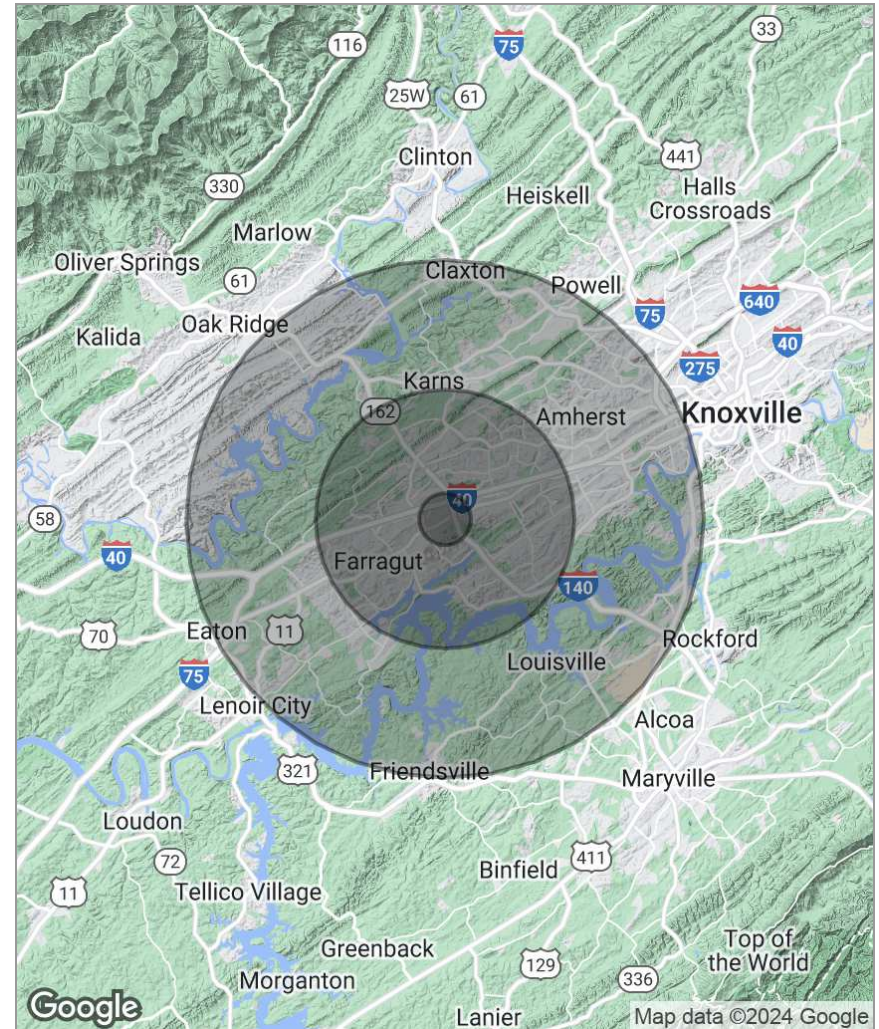 116
33
75
25W
61
Clinton
441
Halls
Crossroads
330
Heiskell
Marlow
Oliver Springs
61
Claxton
Powell
640
75
Oak Ridge
Kalida
40
275
Karns
162
Amherst
Knoxville
40
58
40
Farragut
140
Eaton
11
70
Rockford
Louisville
75
Lenoir City
Alcoa
321
Friendsville
Maryville
Loudon
72
411
Binfield
11
Tellico Village
Greenback
Top of
the World
129
Morganton
336
Google
Lanier
Map data ©2024 Google